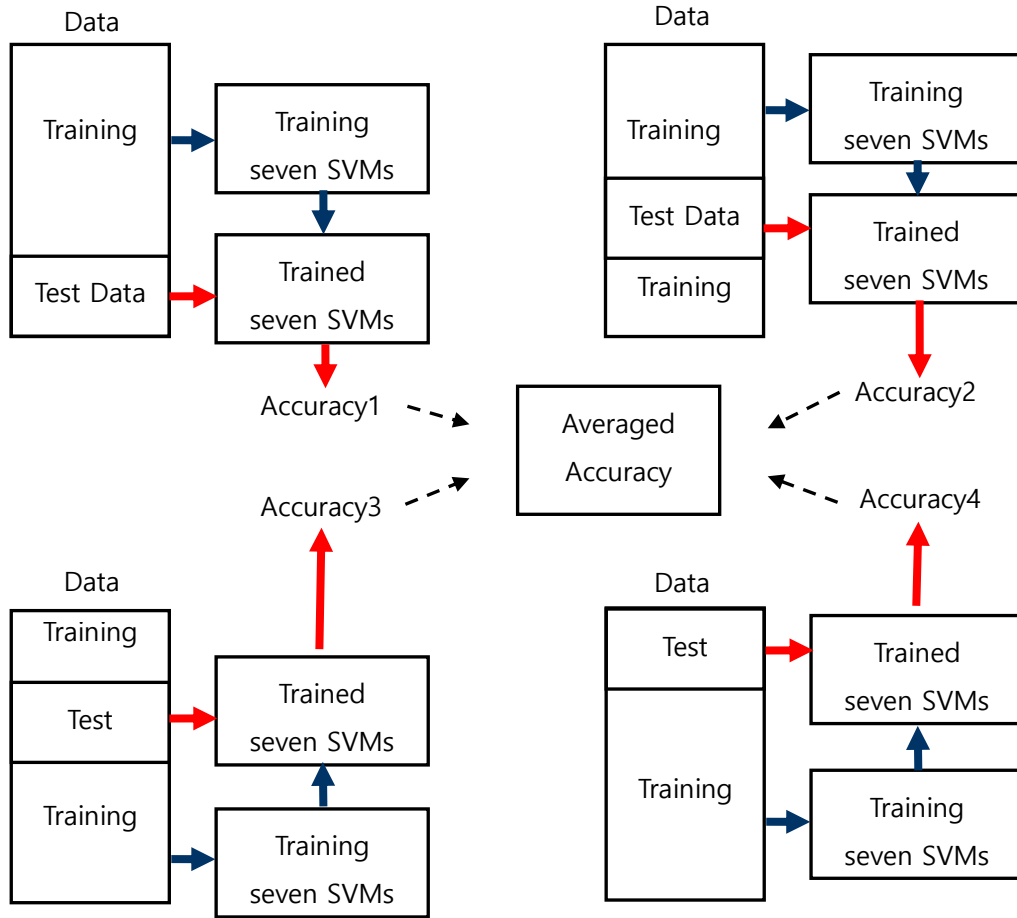 Data
Training
Training
seven SVMs
Test Data
Trained
seven SVMs
Accuracy1
Data
Training
Training
seven SVMs
Test Data
Trained
seven SVMs
Training
Accuracy2
Averaged
Accuracy
Accuracy3
Data
Training
Test
Trained
seven SVMs
Training
Training
seven SVMs
Accuracy4
Data
Test
Trained
seven SVMs
Training
Training
seven SVMs